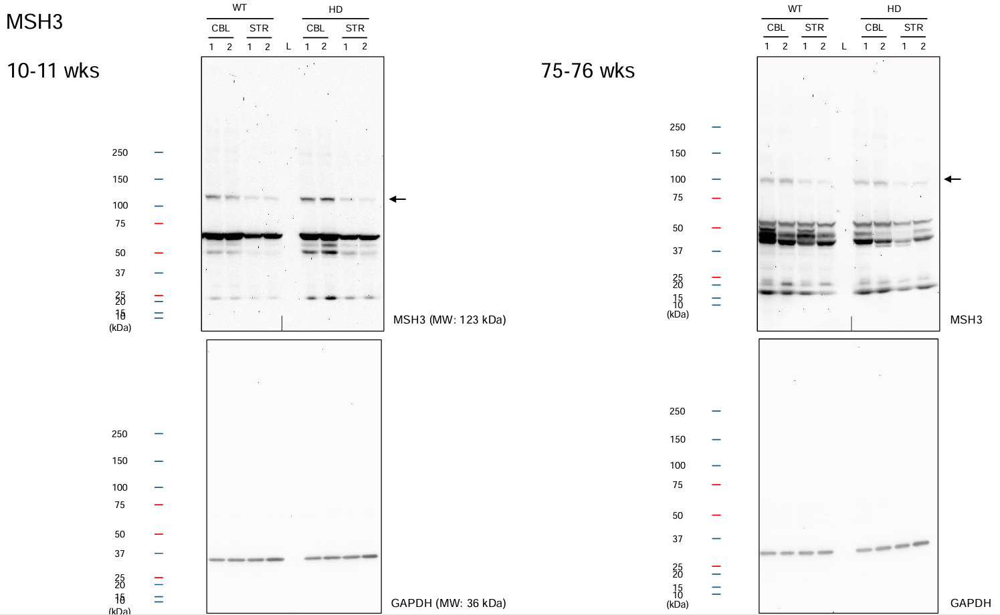 MSH3
10-11 wks
WT
HD
CBL
STR
CBL
STR
1
2
1
2
L
1
2
1
2
250
150
100
75
50
37
25
20
15
10
(kDa)
MSH3 (MW: 123 kDa)
250
150
100
75
50
37
25
20
15
10
(kDa)
GAPDH (MW: 36 kDa)
75-76 wks
WT
HD
CBL
STR
CBL
STR
1
2
1
2
L
1
2
1
2
250
150
100
75
50
37
25
20
15
10
(kDa)
MSH3
250
150
100
75
50
37
25
20
15
10
(kDa)
GAPDH